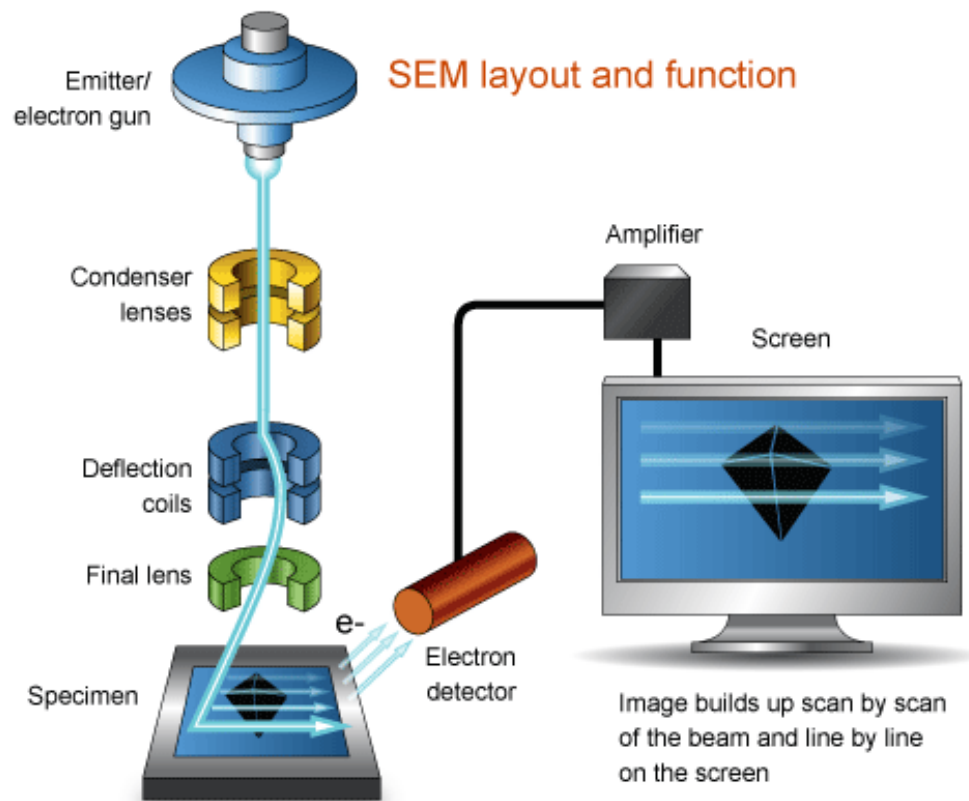 SEM layout and function
Emitter/
electron gun
Condenser
lenses
Deflection
coils
Final lens
Specimen
e-
Electron
detector
Amplifier
Screen
Image builds up scan by scan
of the beam and line by line
on the screen